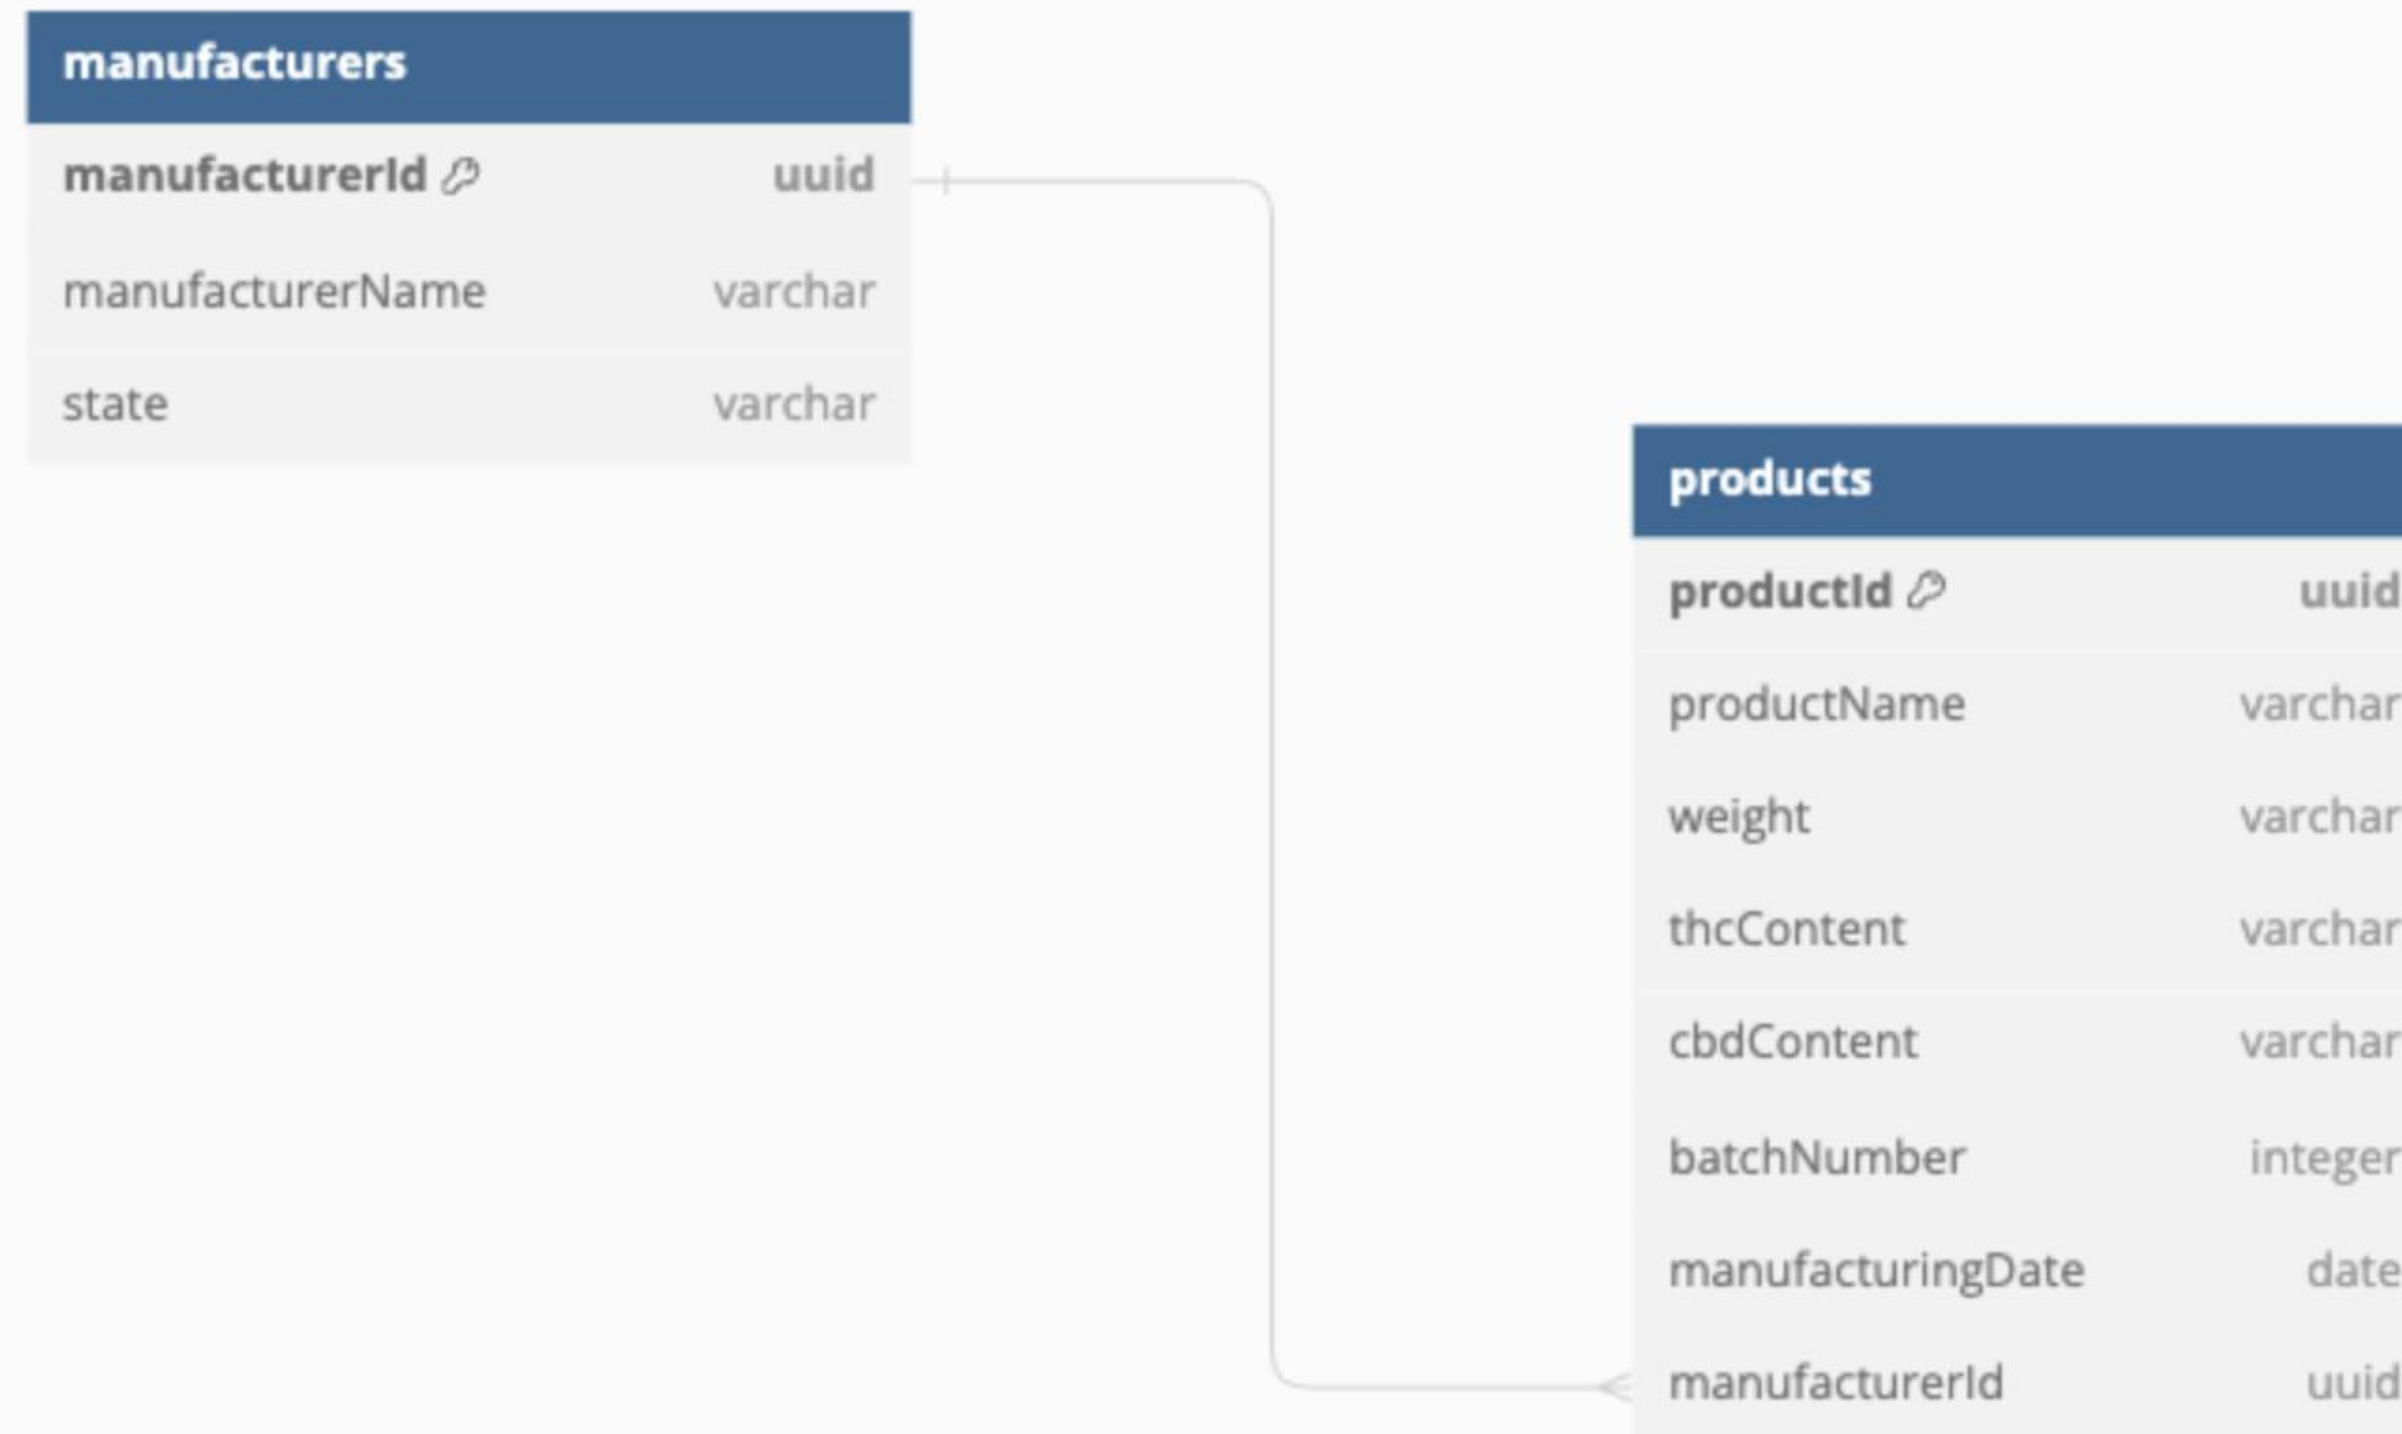 manufacturers
manufacturerId uuid
manufacturerName varchar
state varchar
products
productId uuid
productName varchar
weight varchar
thcContent varchar
cbdContent varchar
batchNumber integer
manufacturingDate date
manufacturerId uuid